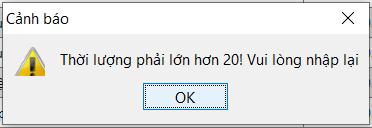 Cảnh báo
Thời lượng phải lớn hơn 20! Vui lòng nhập lại
OK